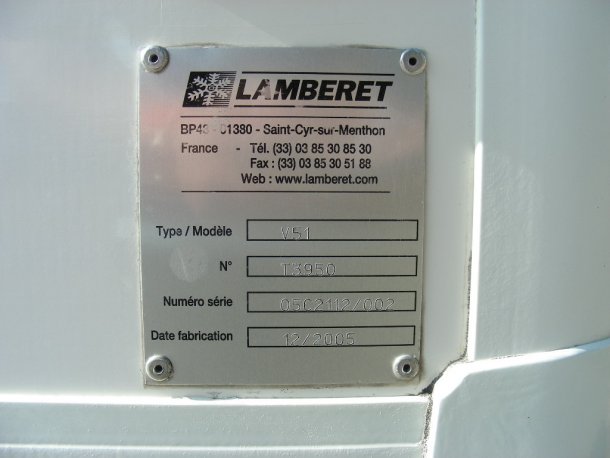 LAMBERET
BP43 - 01380 - Saint-Cyr-sur-Menthon
France - Tél. (33) 03 85 30 85 30
Fax : (33) 03 85 30 51 88
Web : www.lamberet.com
Type / Modèle V51
N° T3950
Numéro série 05C2112/002
Date fabrication 12/2005